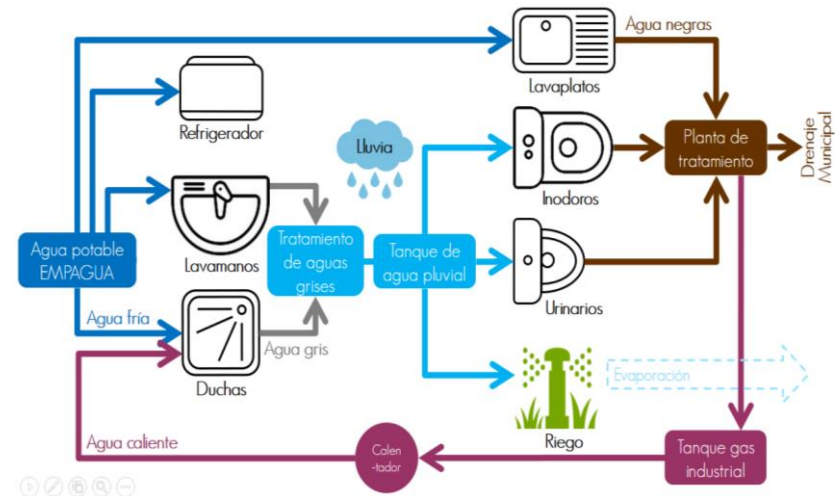 Agua negras
Lavaplatos
Refrigerador
Lluvia
Planta de
tratamiento
Drenaje
Municipal
Inodoros
Agua potable
EMPAGUA
Lavamanos
Tratamiento
de aguas
grises
Tanque de
agua pluvial
Urinarios
Agua fría
Agua gris
Duchas
Evaporación
Riego
Agua caliente
Calen
-tador
Tanque gas
industrial